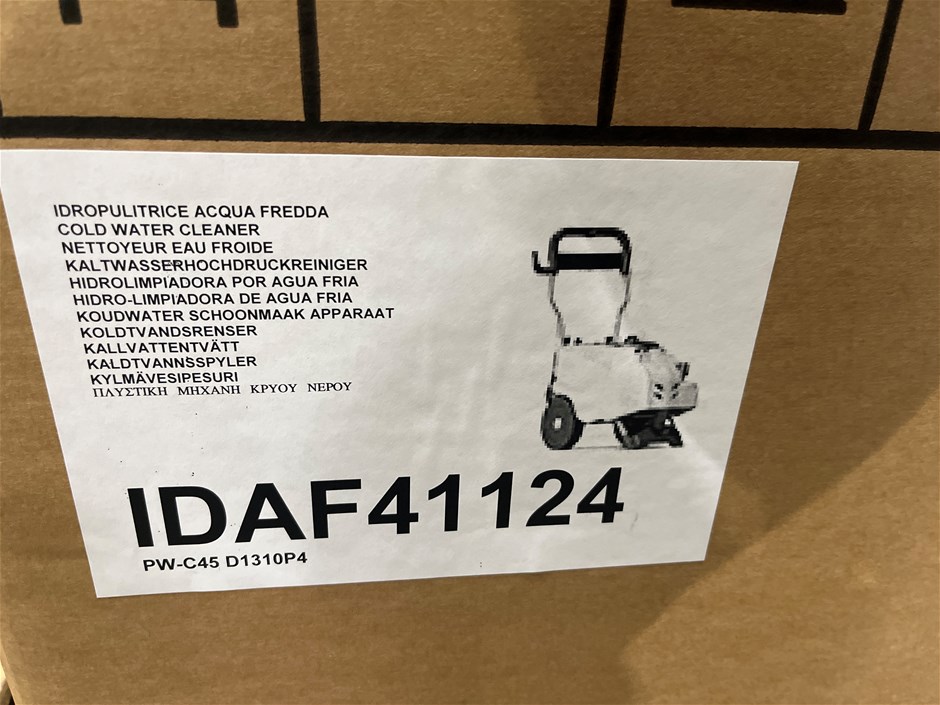 IDROPULITRICE ACQUA FREDDA
COLD WATER CLEANER
NETTOYEUR EAU FROIDE
KALTWASSERHOCHDRUCKREINIGER
HIDROLIMPIADORA POR AGUA FRIA
HIDRO-LIMPIADORA DE AGUA FRIA
KOUDWATER SCHOONMAAK APPARAAT
KOLDTVANDSRENSER
KALLVATTENTVÄTT
KALDTVANNSSPYLER
KYLMÄVESIPESURI
ΠΛΥΣΤΙΚΗ ΜΗΧΑΝΗ ΚΡΥΟΥ ΝΕΡΟΥ
IDAF41124
PW-C45 D1310P4